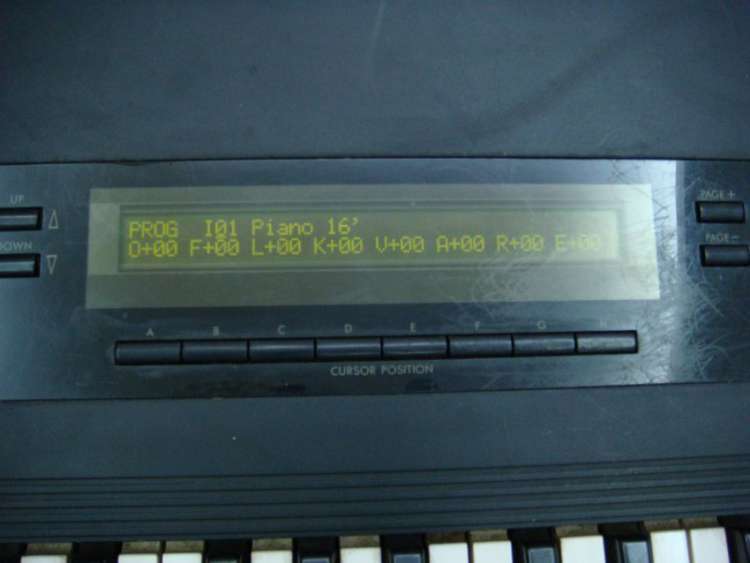 UP
DOWN
PROG I01 Piano 16'
O+00 F+00 L+00 K+00 V+00 A+00 R+00 E+00
PAGE +
PAGE−
A B C D E F G H
CURSOR POSITION